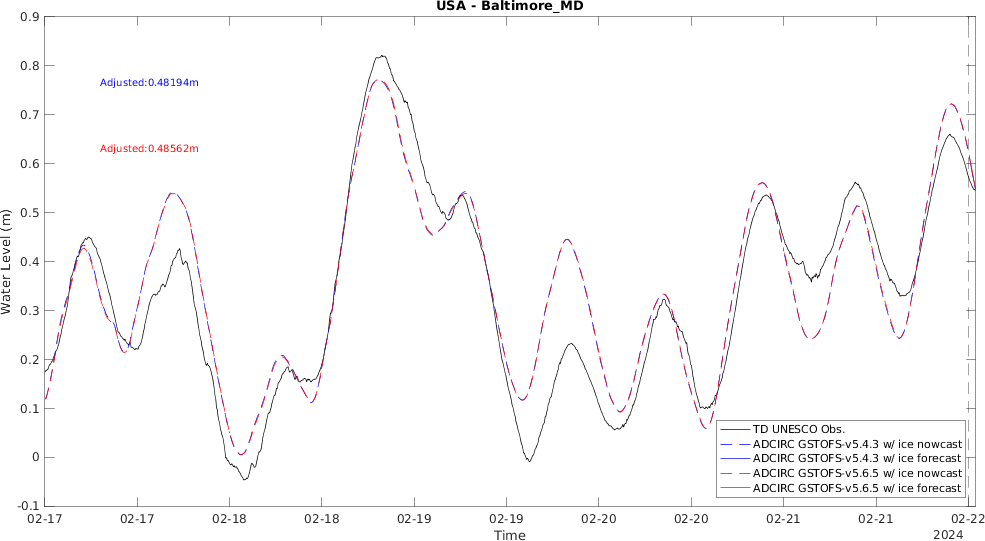 USA - Baltimore_MD
0.9
0.8
0.7
0.6
0.5
0.4
0.3
0.2
0.1
0
-0.1
Water Level (m)
Adjusted:0.48194m
Adjusted:0.48562m
TD UNESCO Obs.
ADCIRC GSTOFS-v5.4.3 w/ ice nowcast
ADCIRC GSTOFS-v5.4.3 w/ ice forecast
ADCIRC GSTOFS-v5.6.5 w/ ice nowcast
ADCIRC GSTOFS-v5.6.5 w/ ice forecast
02-17 02-17 02-18 02-18 02-19 02-19 02-20 02-20 02-21 02-21 02-22
Time
2024